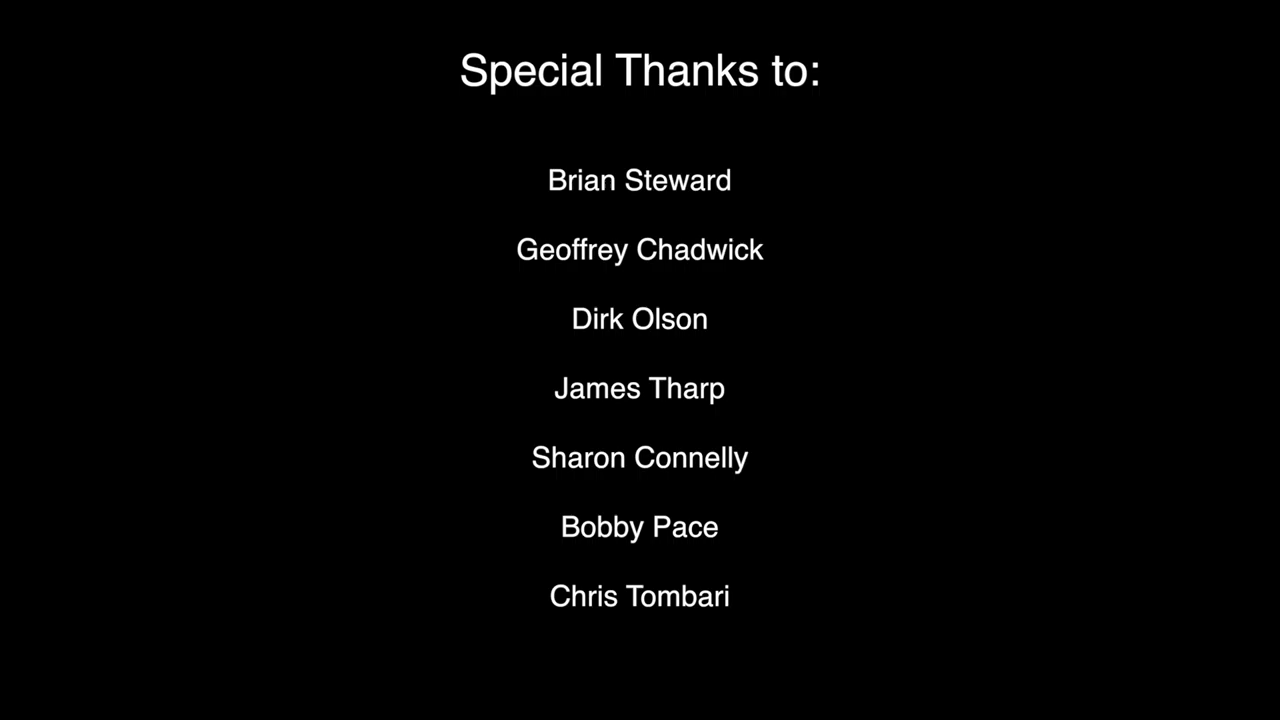 Special Thanks to:
Brian Steward
Geoffrey Chadwick
Dirk Olson
James Tharp
Sharon Connelly
Bobby Pace
Chris Tombari